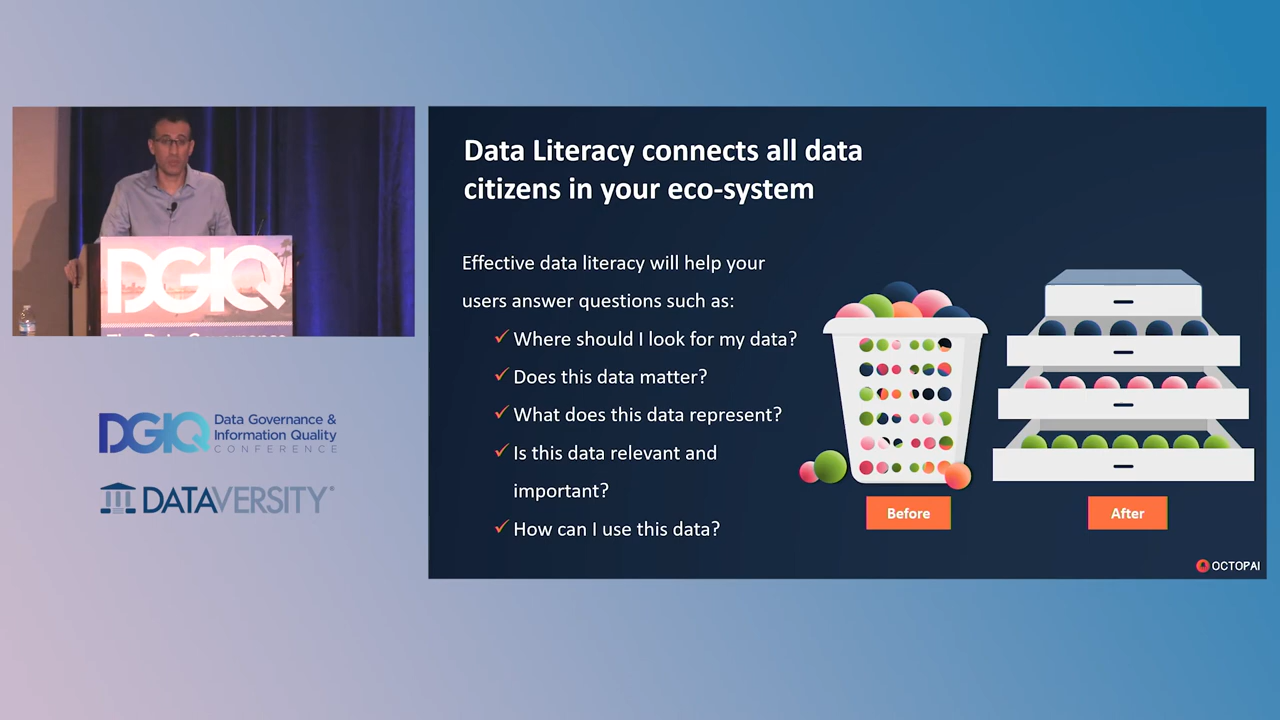 DGIQ
The Data Governance
DGIQ
Data Governance &
Information Quality
CONFERENCE
DATAVERSITY
Data Literacy connects all data
citizens in your eco-system
Effective data literacy will help your
users answer questions such as:
✓ Where should I look for my data?
✓ Does this data matter?
✓ What does this data represent?
✓ Is this data relevant and
important?
✓ How can I use this data?
Before
After
OCTOPAI